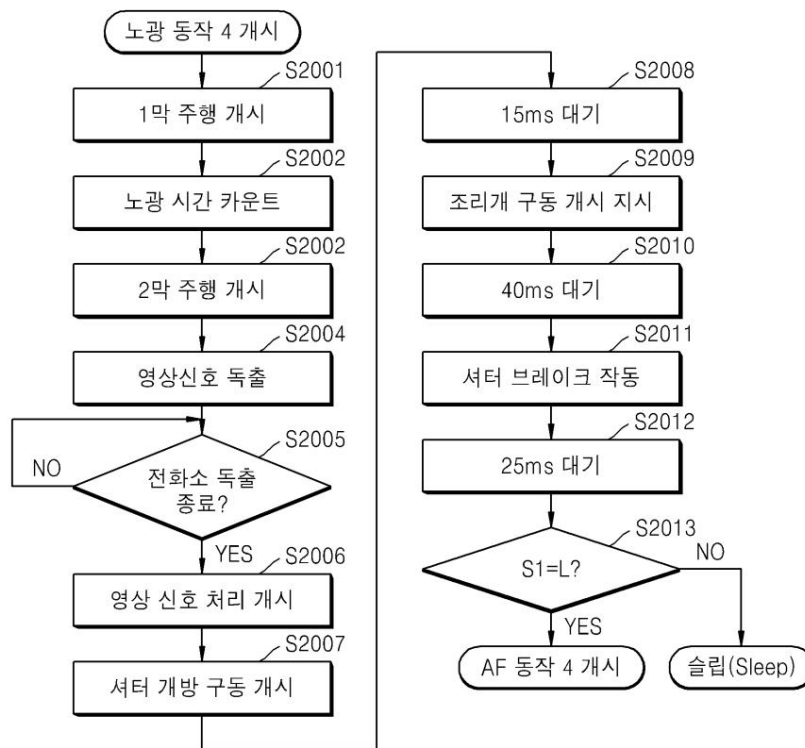 노광 동작 4 개시
S2001
1막 주행 개시
S2002
노광 시간 카운트
S2002
2막 주행 개시
S2004
영상신호 독출
S2005
전화소 독출
종료?
NO
YES
S2006
영상 신호 처리 개시
S2007
셔터 개방 구동 개시
S2008
15ms 대기
S2009
조리개 구동 개시 지시
S2010
40ms 대기
S2011
셔터 브레이크 작동
S2012
25ms 대기
S2013
S1=L?
NO
YES
AF 동작 4 개시
슬립(Sleep)